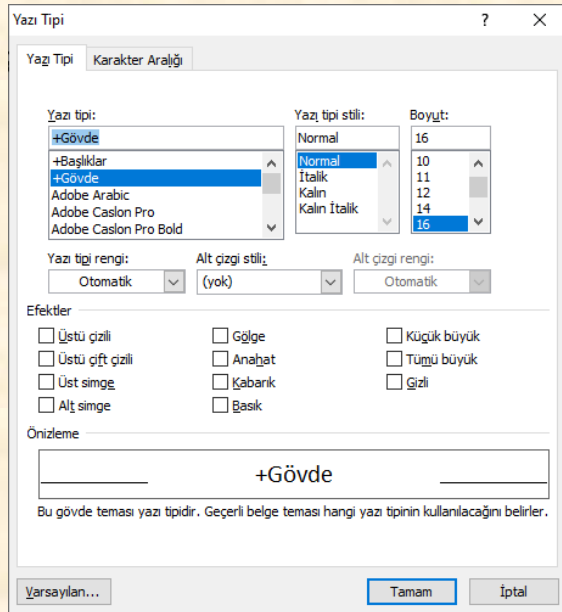 Yazı Tipi
Yazı Tipi Karakter Aralığı
Yazı tipi: Yazı tipi stili: Boyut:
+Gövde Normal 16
+Başlıklar Normal 10
+Gövde İtalik 11
Adobe Arabic Kalın 12
Adobe Caslon Pro Kalın İtalik 14
Adobe Caslon Pro Bold 16
Yazı tipi rengi: Alt çizgi stili: Alt çizgi rengi:
Otomatik (yok) Otomatik
Efektler
Üstü çizili Gölge Küçük büyük
Üstü çift çizili Anahat Tümü büyük
Üst simge Kabarık Gizli
Alt simge Basık
Önizleme
+Gövde
Bu gövde teması yazı tipidir. Geçerli belge teması hangi yazı tipinin kullanılacağını belirler.
Varsayılan... Tamam İptal